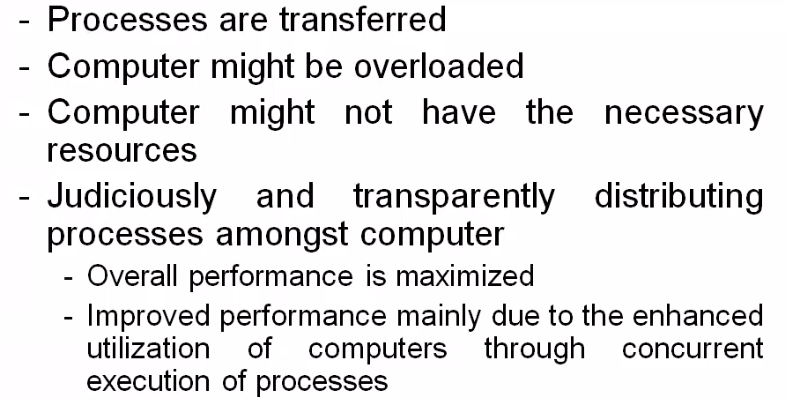 - Processes are transferred
- Computer might be overloaded
- Computer might not have the necessary
resources
- Judiciously and transparently distributing
processes amongst computer
- Overall performance is maximized
- Improved performance mainly due to the enhanced
utilization of computers through concurrent
execution of processes